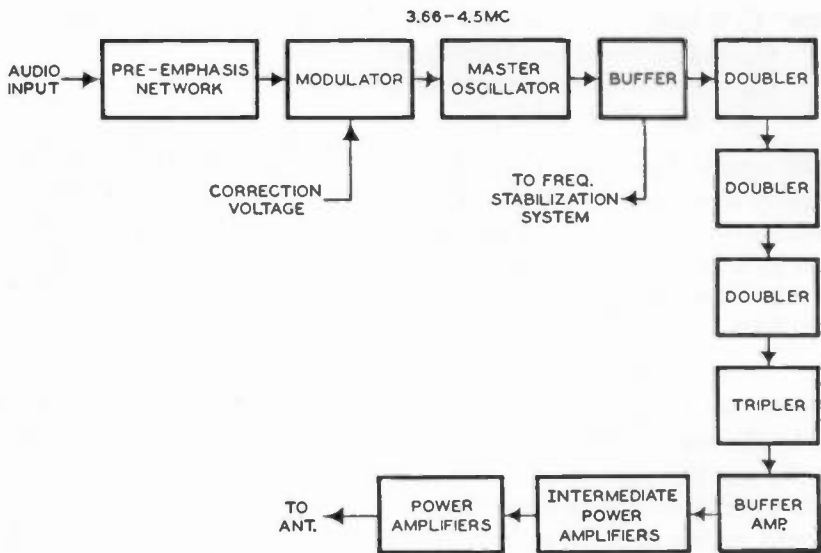 3.66-4.5MC
AUDIO
INPUT
PRE-EMPHASIS
NETWORK
MODULATOR
MASTER
OSCILLATOR
BUFFER
DOUBLER
CORRECTION
VOLTAGE
TO FREQ.
STABILIZATION
SYSTEM
DOUBLER
DOUBLER
TRIPLER
TO
ANT.
POWER
AMPLIFIERS
INTERMEDIATE
POWER
AMPLIFIERS
BUFFER
AMP.